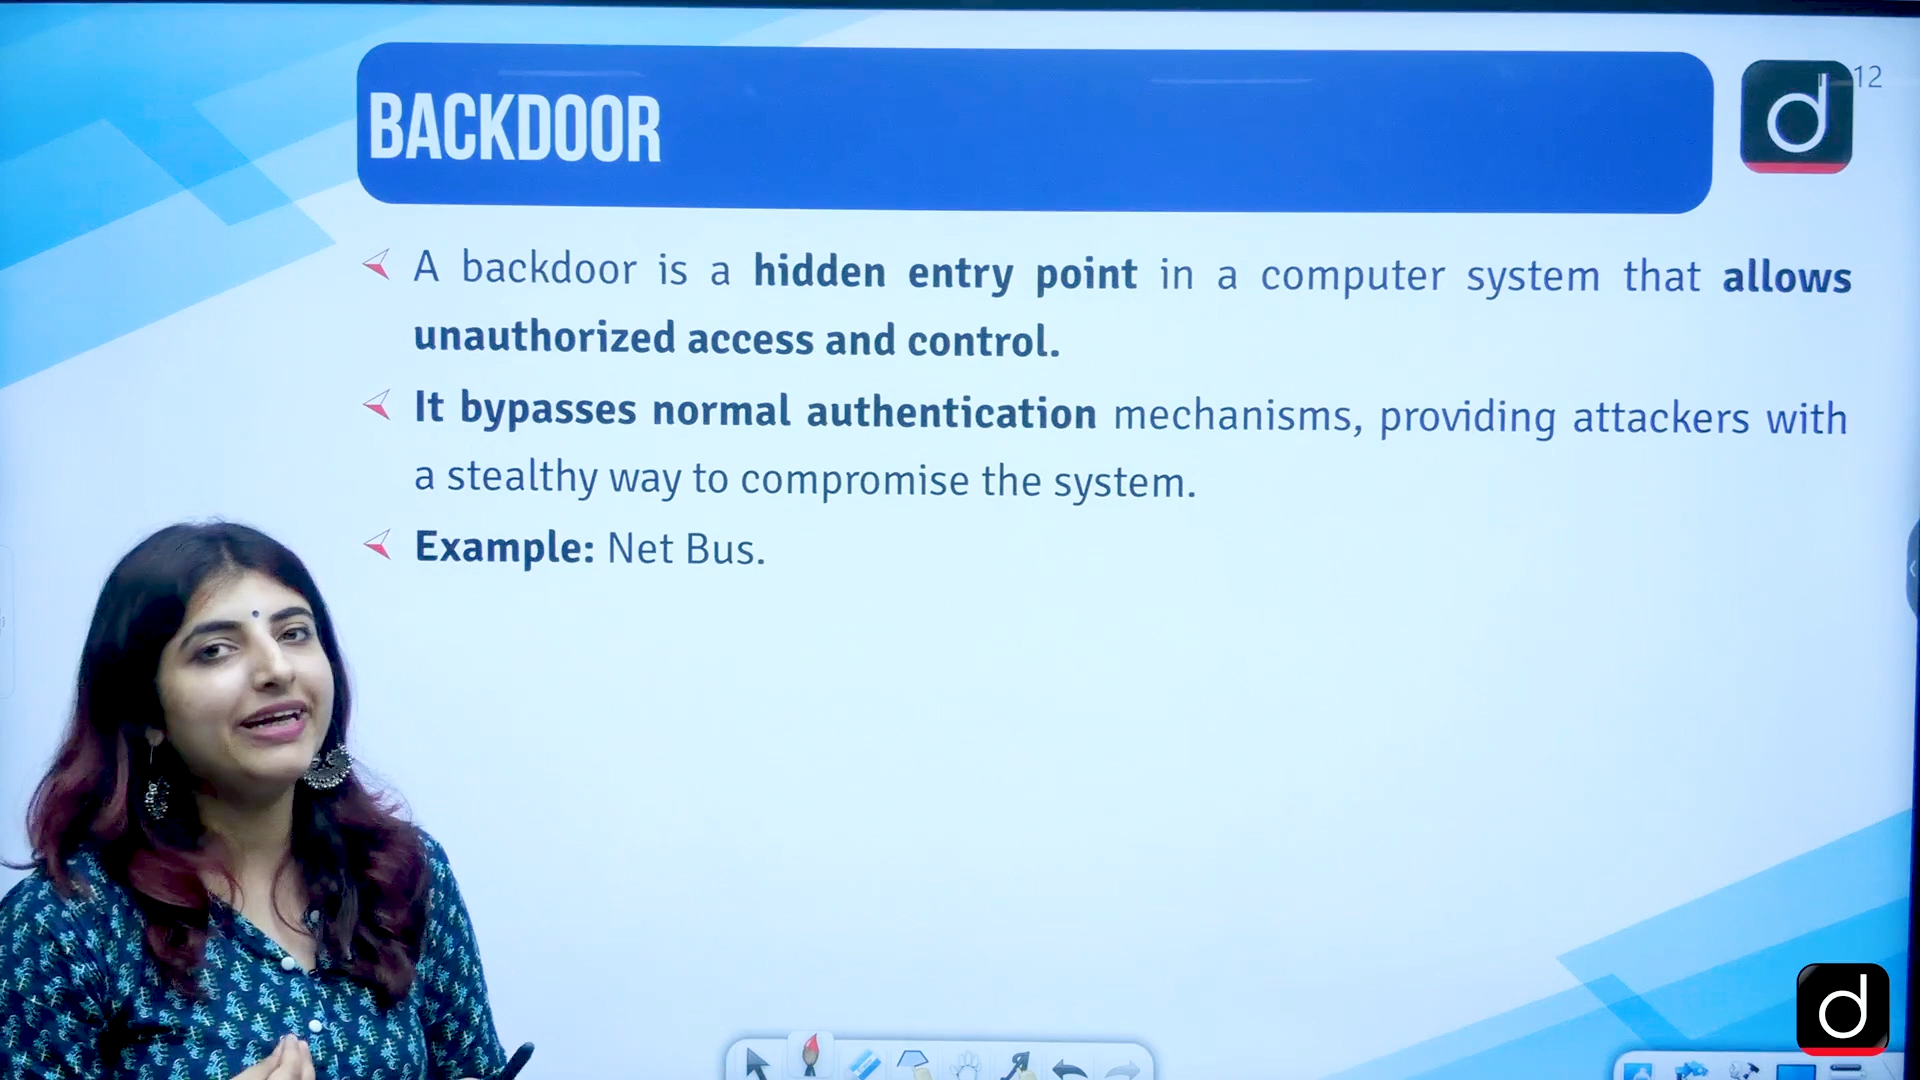 BACKDOOR
12
A backdoor is a hidden entry point in a computer system that allows
unauthorized access and control.
It bypasses normal authentication mechanisms, providing attackers with
a stealthy way to compromise the system.
Example: Net Bus.
d
d